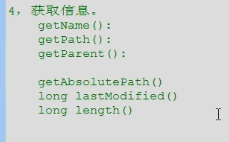 4，获取信息。
getName():
getPath():
getParent():
getAbsolutePath()
long lastModified()
long length()